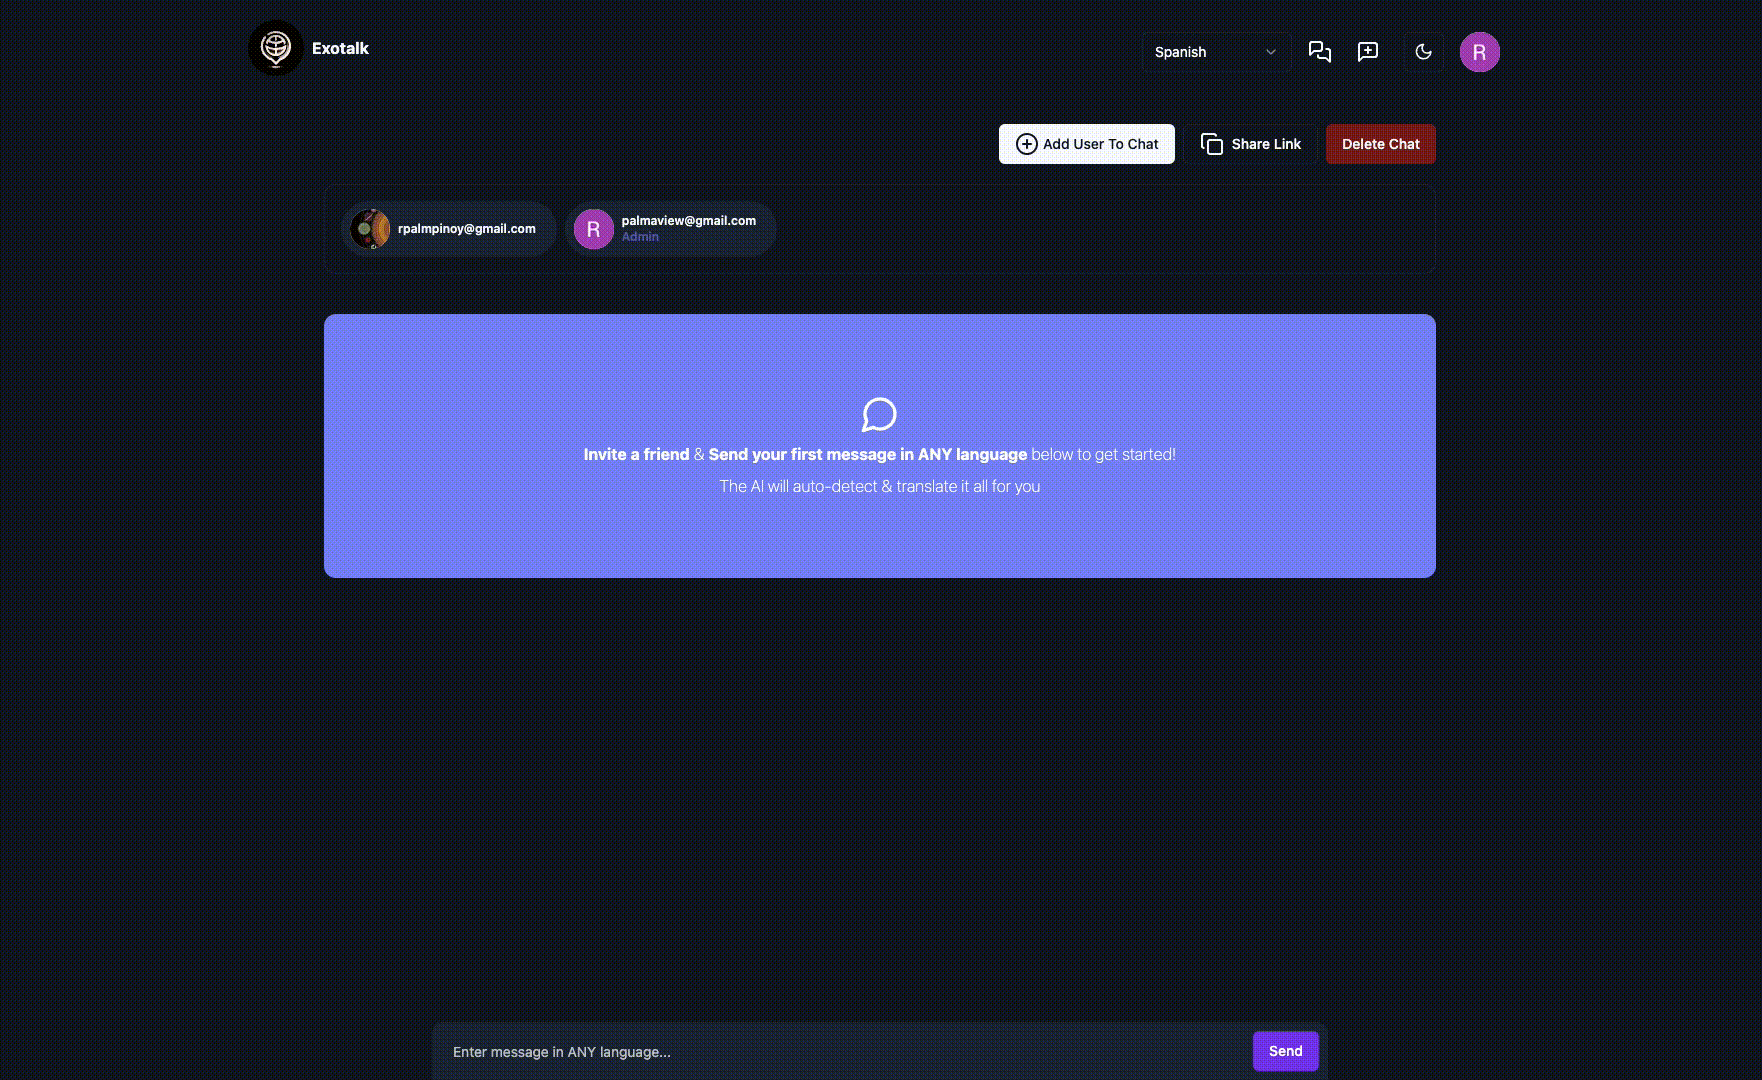 Exotalk
Spanish
R
Add User To Chat
Share Link
Delete Chat
rpalmpinoy@gmail.com
R
palmaview@gmail.com
Admin
Invite a friend & Send your first message in ANY language below to get started!
The AI will auto-detect & translate it all for you
Enter message in ANY language...
Send